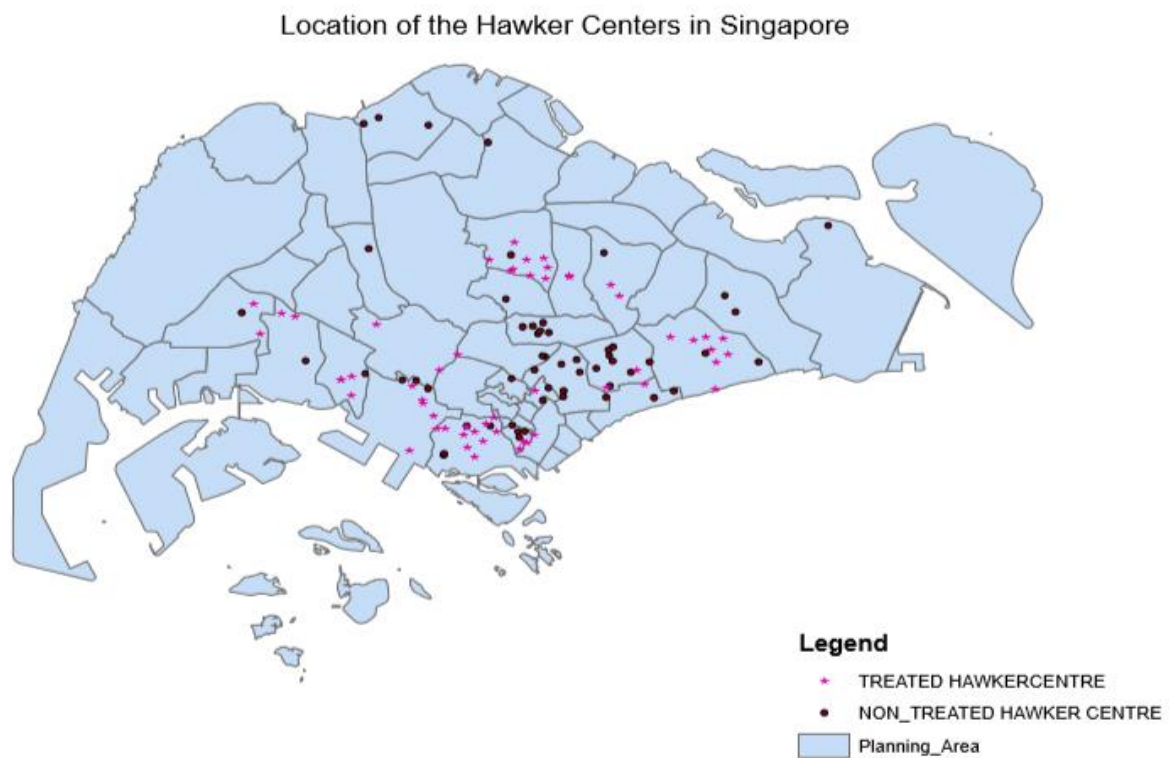 Location of the Hawker Centers in Singapore
Legend
TREATED HAWKERCENTRE
NON_TREATED HAWKER CENTRE
Planning_Area